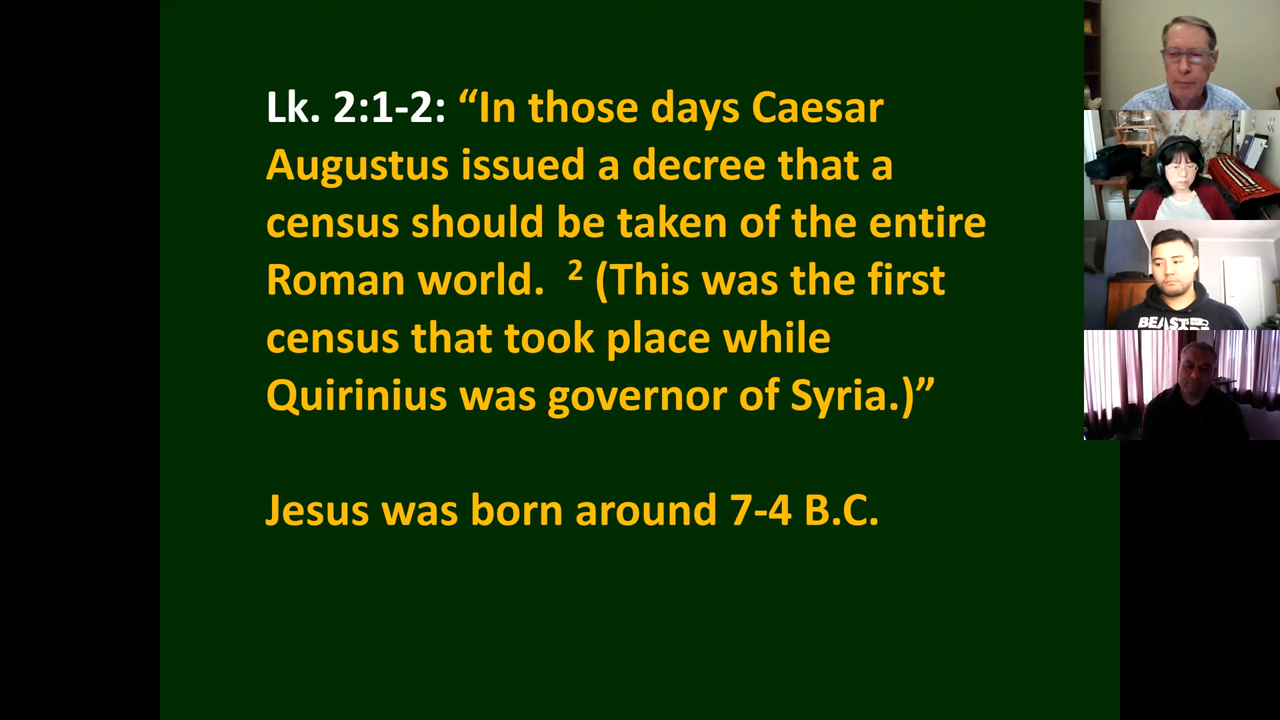 Lk. 2:1-2: “In those days Caesar
Augustus issued a decree that a
census should be taken of the entire
Roman world.  ² (This was the first
census that took place while
Quirinius was governor of Syria.)”
Jesus was born around 7-4 B.C.
BEAST